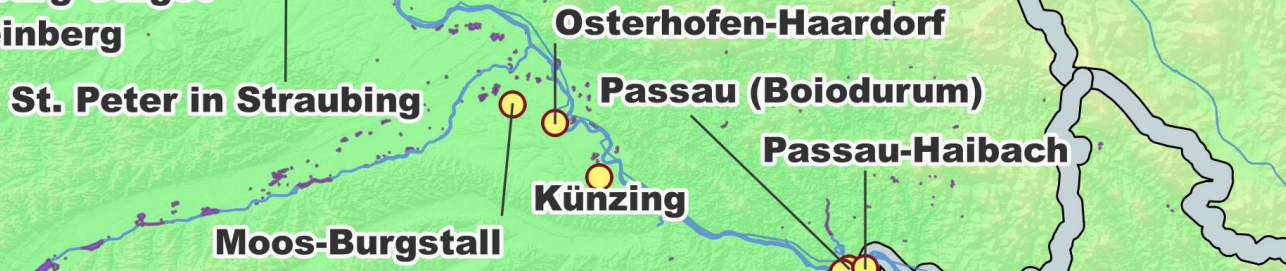 Osterhofen-Haardorf
St. Peter in Straubing
Passau (Boiodurum)
Passau-Haibach
Künzing
Moos-Burgstall